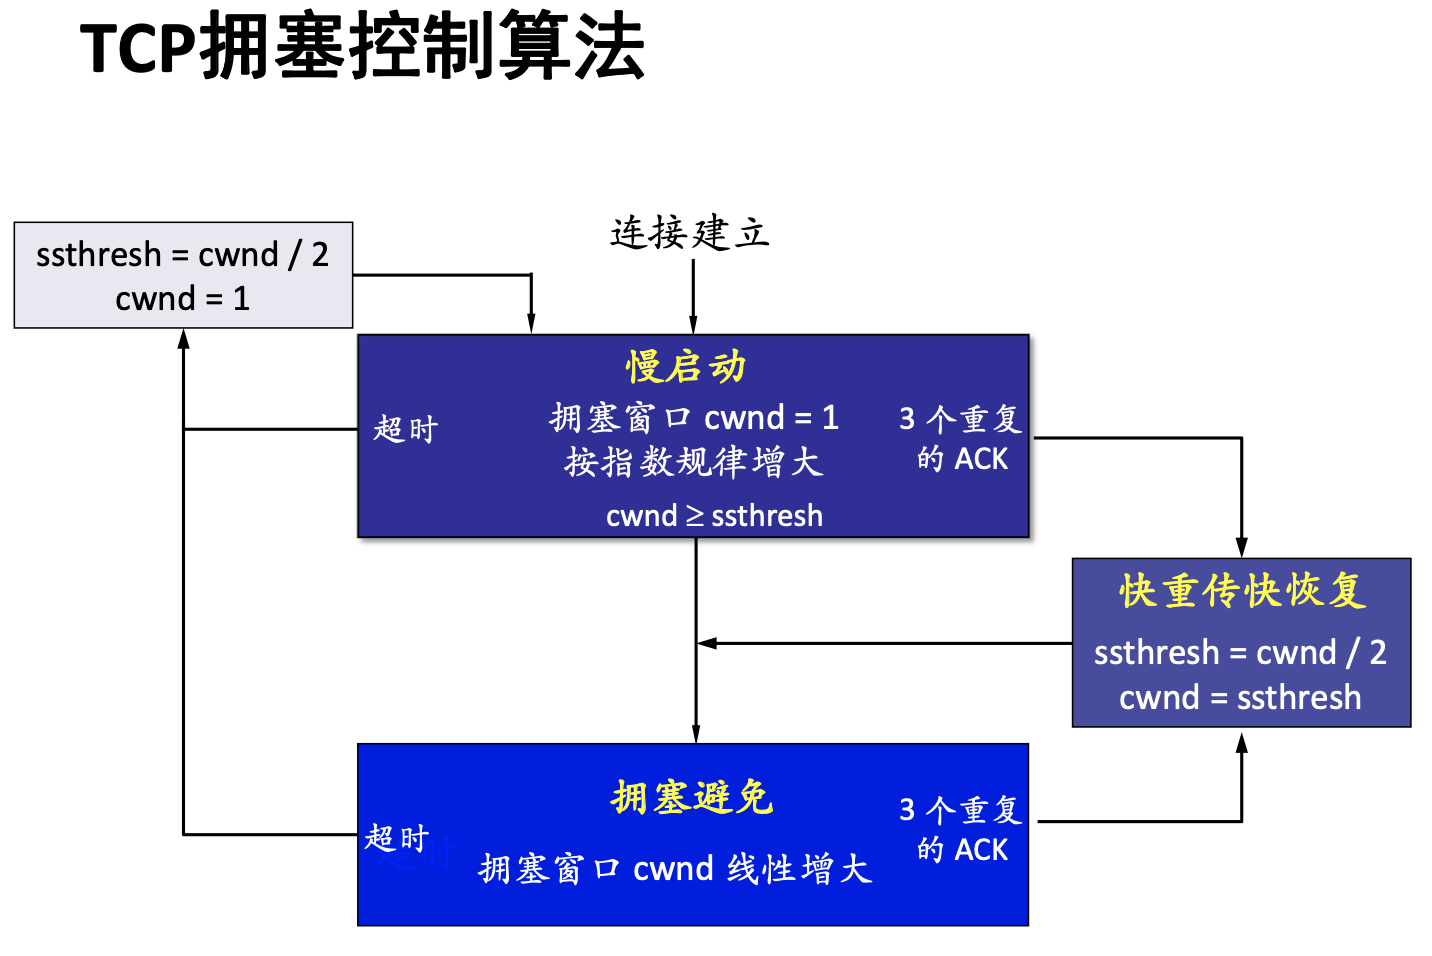 TCP拥塞控制算法
连接建立
ssthresh = cwnd / 2
cwnd = 1
慢启动
超时
拥塞窗口 cwnd = 1
按指数规律增大
3 个重复
的 ACK
cwnd ≥ ssthresh
快重传快恢复
ssthresh = cwnd / 2
cwnd = ssthresh
拥塞避免
超时
超时
拥塞窗口 cwnd 线性增大
3 个重复
的 ACK